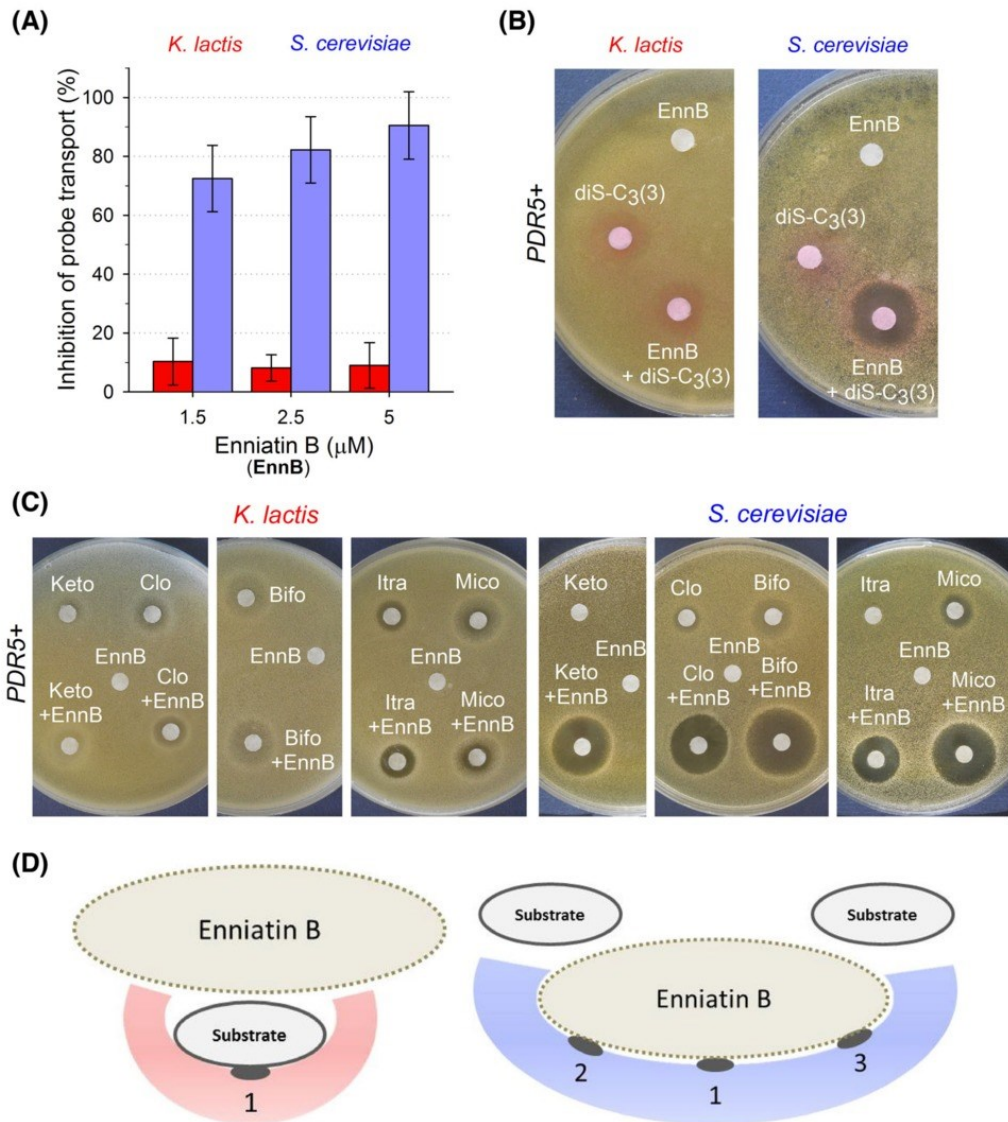 (A)
K. lactis S. cerevisiae
Inhibition of probe transport (%)
100
80
60
40
20
0
1.5 2.5 5
Enniatin B (μM)
(EnnB)
(B)
K. lactis S. cerevisiae
PDR5+
EnnB
diS-C3(3)
EnnB
+ diS-C3(3)
EnnB
diS-C3(3)
EnnB
+ diS-C3(3)
(C)
K. lactis S. cerevisiae
PDR5+
Keto Clo
EnnB
Keto
+EnnB
Clo
+EnnB
Bifo
EnnB
Bifo
+EnnB
Itra Mico
EnnB
Itra
+EnnB
Mico
+EnnB
Keto
EnnB
Keto
+EnnB
Clo Bifo
EnnB
Clo
+EnnB
Bifo
+EnnB
Itra Mico
EnnB
Itra
+EnnB
Mico
+EnnB
(D)
Enniatin B
Substrate
1
Substrate Substrate
Enniatin B
2 1 3